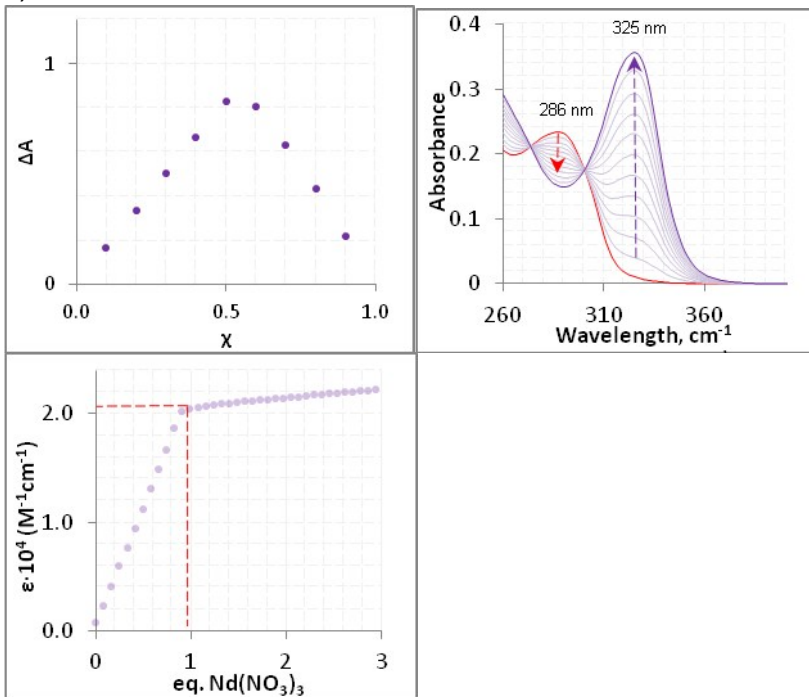 1
ΔA
0
0.0 0.5 1.0
χ
0.4
0.3
0.2
0.1
0
Absorbance
325 nm
286 nm
260 310 360
Wavelength, cm-1
2.0
1.0
0.0
ε·10⁴ (M⁻¹cm⁻¹)
0 1 2 3
eq. Nd(NO₃)₃